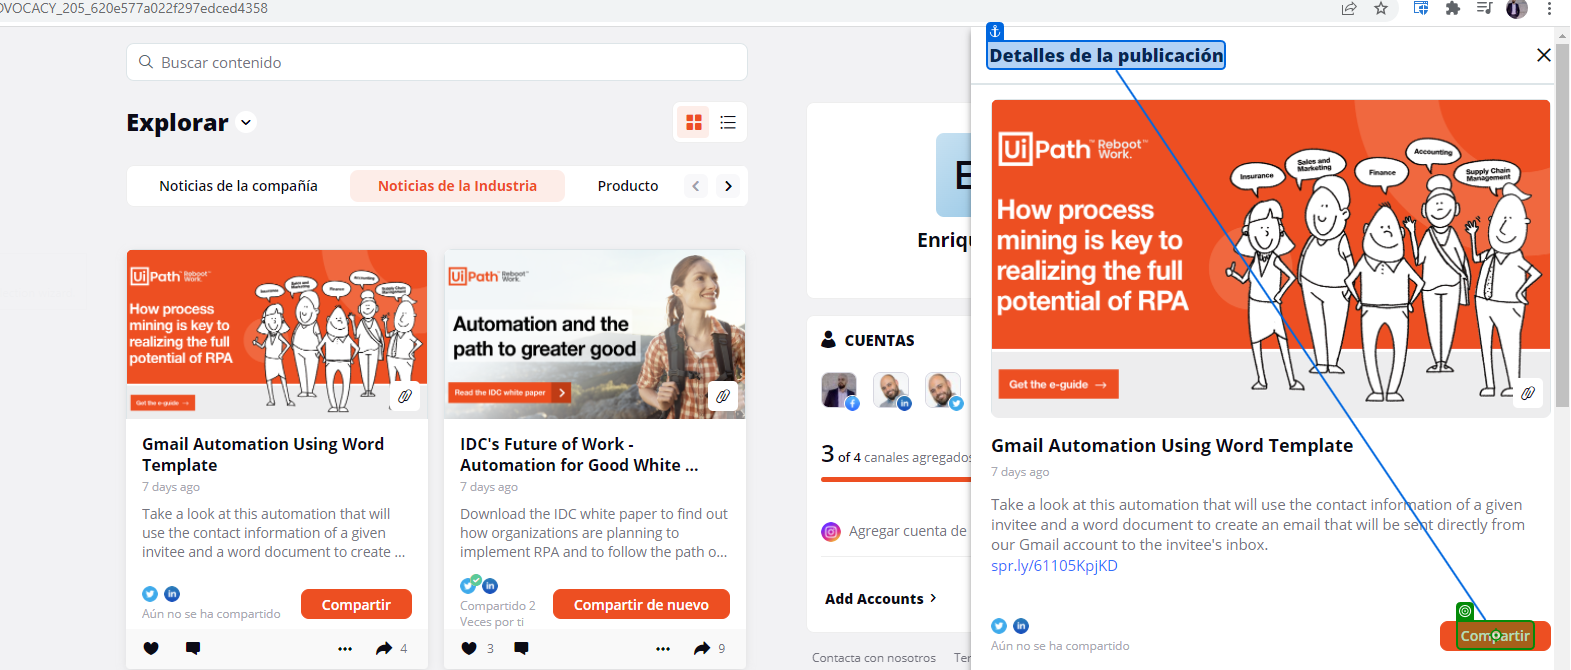 DVOCACY_205_620e577a022f297edced4358
Buscar contenido
Explorar
Noticias de la compañía
Noticias de la Industria
Producto
UiPath™ Reboot Work.™
Insurance
Sales and Marketing
Finance
Accounting
Supply Chain Management
How process
mining is key to
realizing the full
potential of RPA
Get the e-guide →
Gmail Automation Using Word
Template
7 days ago
Take a look at this automation that will
use the contact information of a given
invitee and a word document to create ...
Aún no se ha compartido
Compartir
4
UiPath™ Reboot Work.™
Automation and the
path to greater good
Read the IDC white paper
IDC's Future of Work -
Automation for Good White ...
7 days ago
Download the IDC white paper to find out
how organizations are planning to
implement RPA and to follow the path o...
Compartido 2
Veces por ti
Compartir de nuevo
3
9
E
Enriq
CUENTAS
3 of 4 canales agregados
Agregar cuenta de
Add Accounts
Contacta con nosotros
Ter
Detalles de la publicación
UiPath™ Reboot Work.™
Insurance
Sales and
Marketing
Finance
Accounting
Supply Chain
Management
How process
mining is key to
realizing the full
potential of RPA
Get the e-guide →
Gmail Automation Using Word Template
7 days ago
Take a look at this automation that will use the contact information of a given
invitee and a word document to create an email that will be sent directly from
our Gmail account to the invitee's inbox.
spr.ly/61105KpjKD
Aún no se ha compartido
Compartir